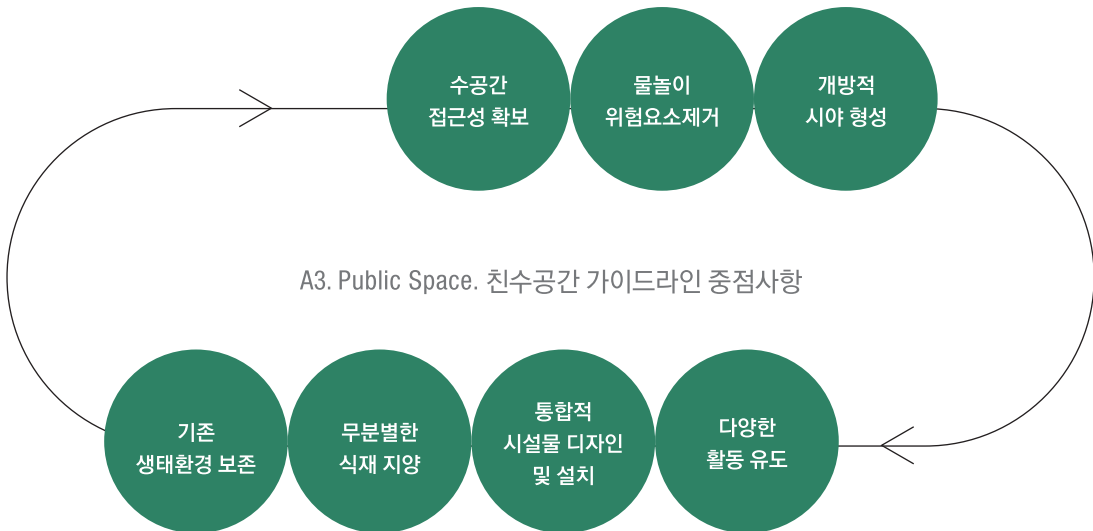 수공간
접근성 확보
물놀이
위험요소제거
개방적
시야 형성
A3. Public Space. 친수공간 가이드라인 중점사항
기존
생태환경 보존
무분별한
식재 지양
통합적
시설물 디자인
및 설치
다양한
활동 유도